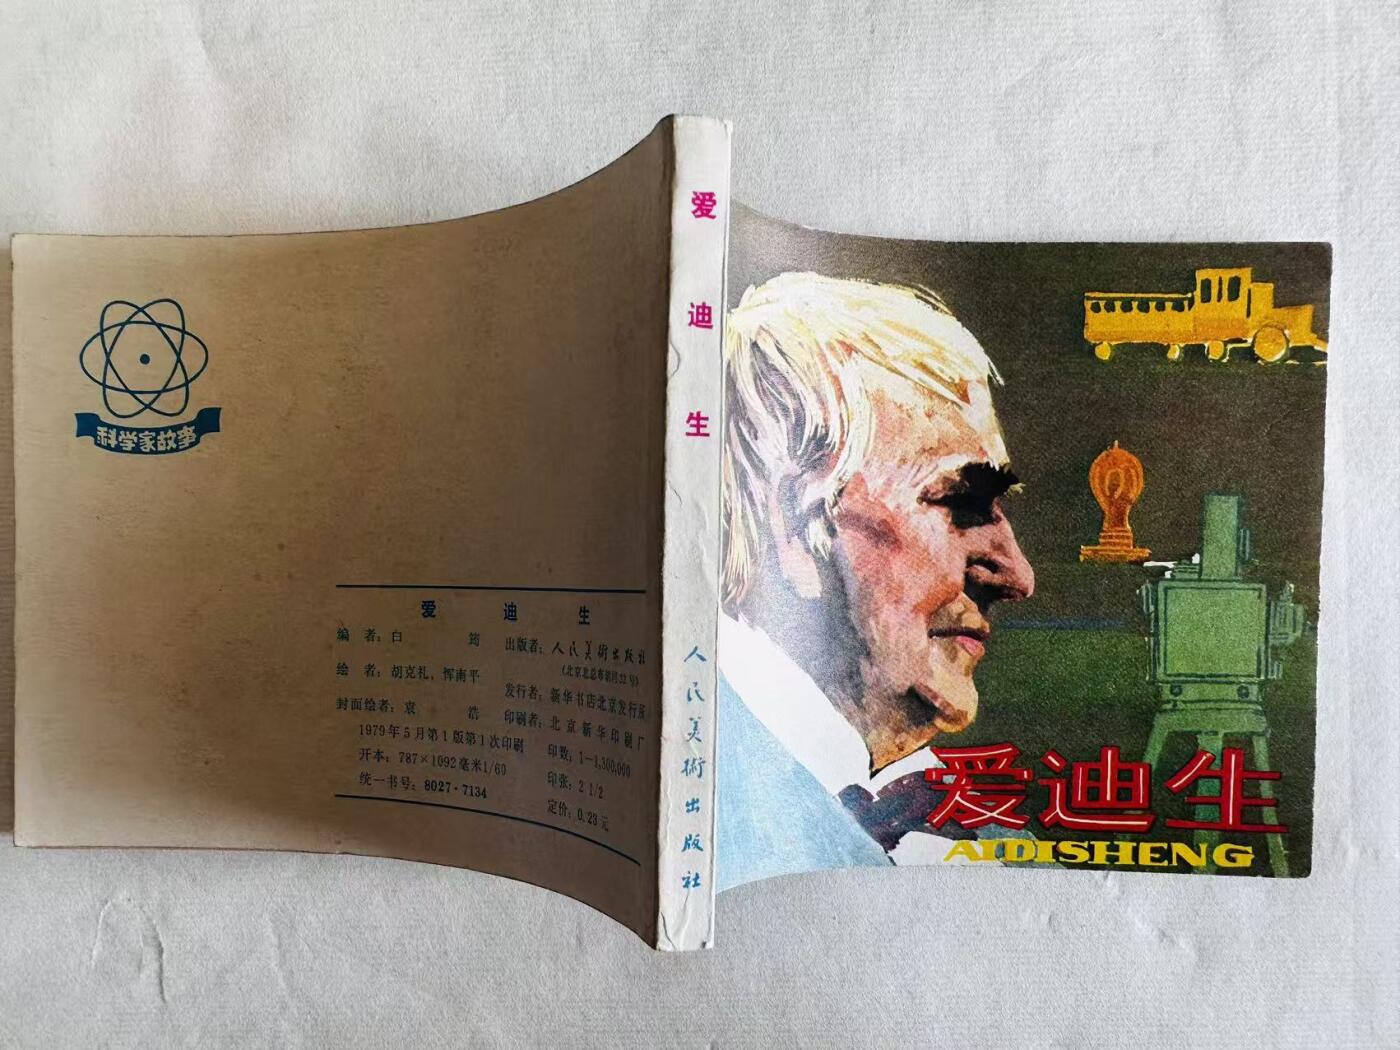 科学家故事
爱迪生
编者：白筠
绘者：胡克礼，恽南平
封面绘者：袁浩
1979年5月第1版第1次印刷
开本：787×1092毫米1/60
统一书号：8027·7134
出版者：人民美術出版社
（北京北总布胡同32号）
发行者：新华书店北京发行所
印刷者：北京新华印刷厂
印数：1—1,300,000
印张：2 1/2
定价：0.23元
爱迪生
人民美術出版社
爱迪生
AIDISHENG